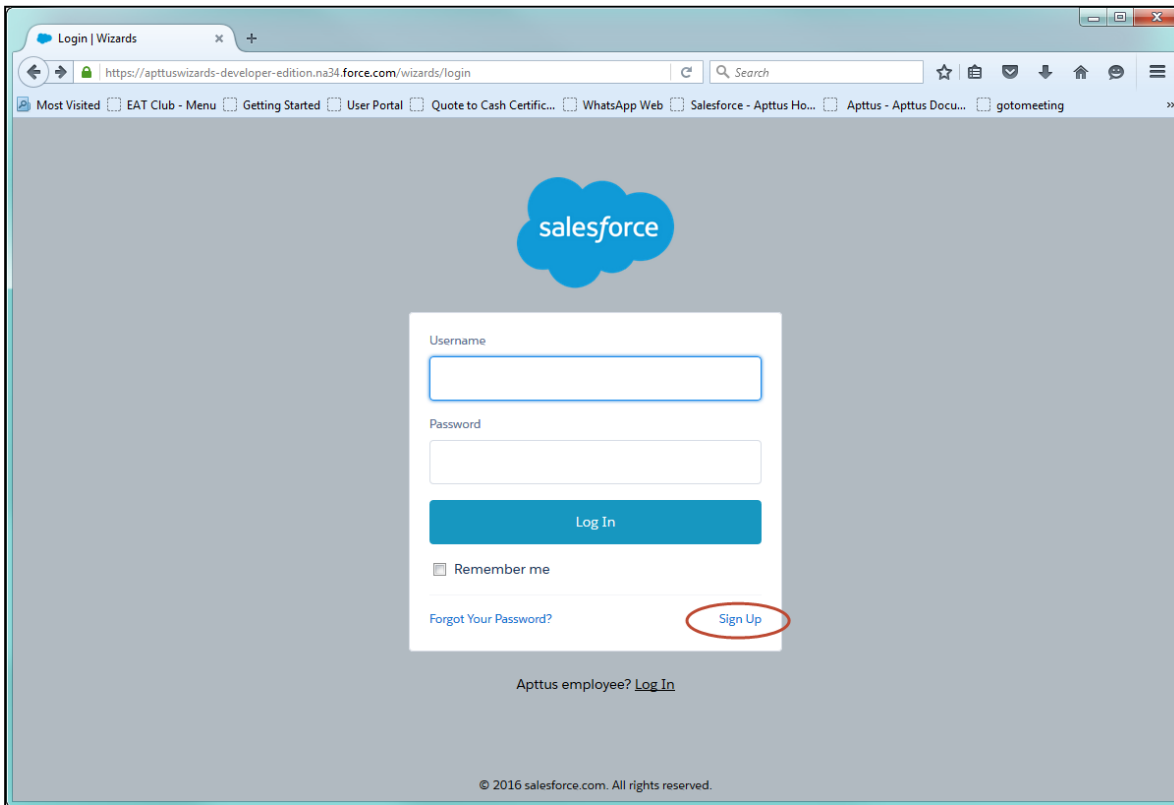 Login | Wizards
https://apttuswizards-developer-edition.na34.force.com/wizards/login
Search
Most Visited EAT Club - Menu Getting Started User Portal Quote to Cash Certific... WhatsApp Web Salesforce - Apttus Ho... Apttus - Apttus Docu... gotomeeting
salesforce
Username
Password
Log In
Remember me
Forgot Your Password? Sign Up
Apttus employee? Log In
© 2016 salesforce.com. All rights reserved.